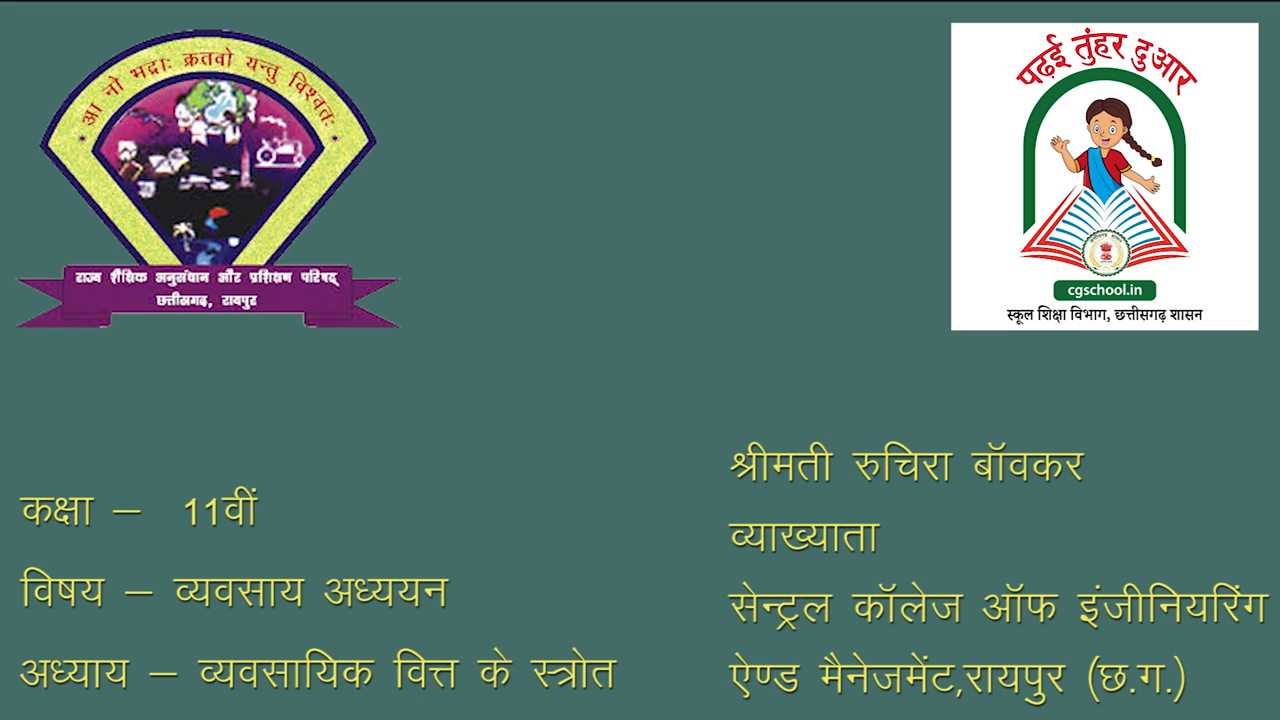 आ नो भद्राः क्रतवो यन्तु विश्वतः
राज्य शैक्षिक अनुसंधान और प्रशिक्षण परिषद्
छत्तीसगढ़, रायपुर
पढ़ई तुंहर दुआर
cgschool.in
स्कूल शिक्षा विभाग, छत्तीसगढ़ शासन
कक्षा – 11वीं
विषय – व्यवसाय अध्ययन
अध्याय – व्यवसायिक वित्त के स्त्रोत
श्रीमती रुचिरा बॉवकर
व्याख्याता
सेन्ट्रल कॉलेज ऑफ इंजीनियरिंग
ऐण्ड मैनेजमेंट,रायपुर (छ.ग.)